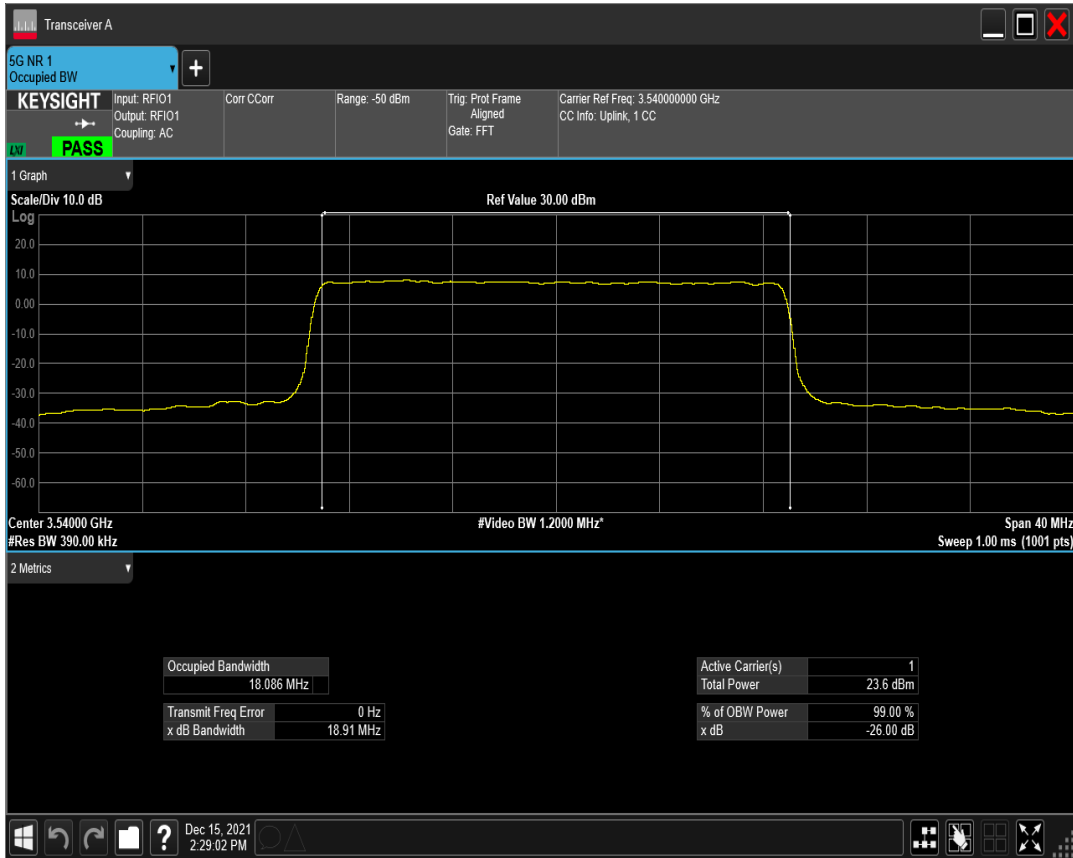 Transceiver A
5G NR 1
Occupied BW
KEYSIGHT
LXI PASS
Input: RFIO1
Output: RFIO1
Coupling: AC
Corr CCorr
Range: -50 dBm
Trig: Prot Frame
Aligned
Gate: FFT
Carrier Ref Freq: 3.540000000 GHz
CC Info: Uplink, 1 CC
1 Graph
Scale/Div 10.0 dB
Ref Value 30.00 dBm
Log
20.0
10.0
0.00
-10.0
-20.0
-30.0
-40.0
-50.0
-60.0
Center 3.54000 GHz
#Video BW 1.2000 MHz*
Span 40 MHz
#Res BW 390.00 kHz
Sweep 1.00 ms (1001 pts)
2 Metrics
Occupied Bandwidth
18.086 MHz
Transmit Freq Error 0 Hz
x dB Bandwidth 18.91 MHz
Active Carrier(s) 1
Total Power 23.6 dBm
% of OBW Power 99.00 %
x dB -26.00 dB
?
Dec 15, 2021
2:29:02 PM